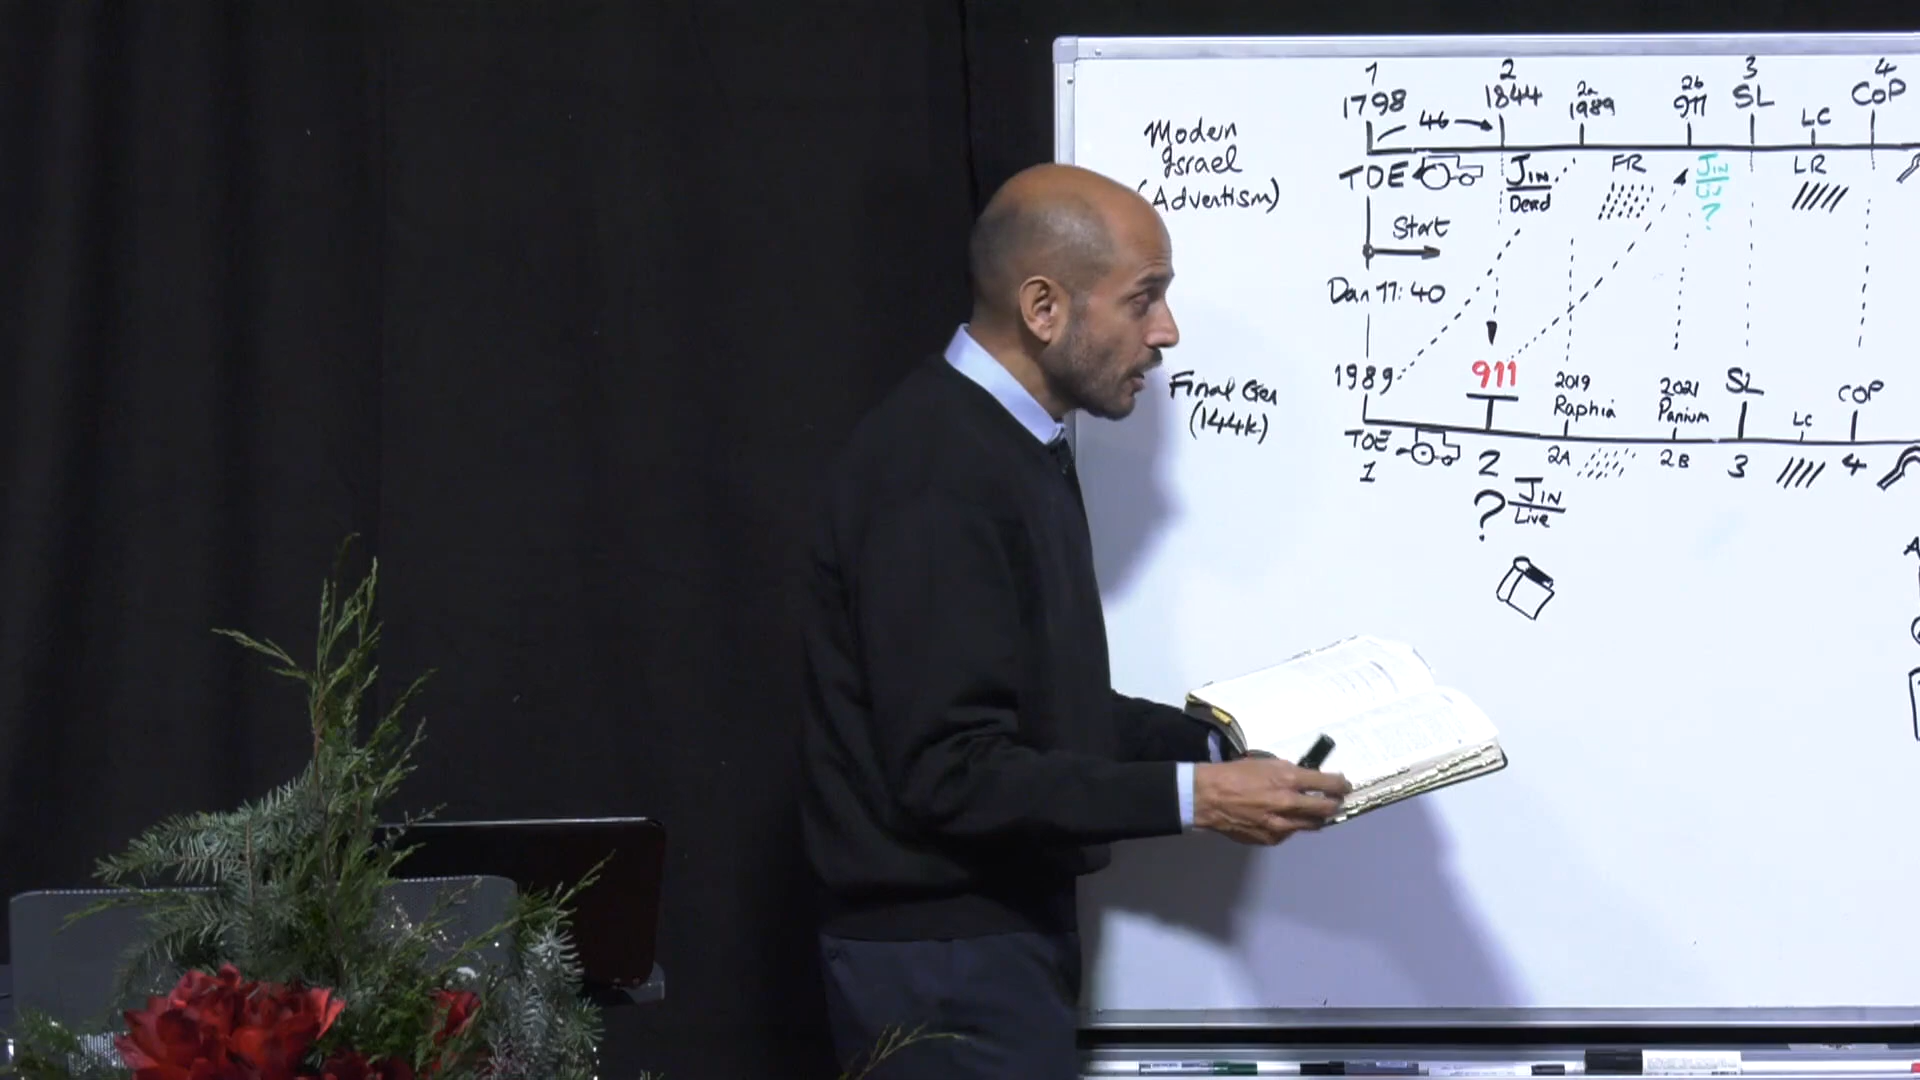 1 2 2a 2b 3 4
1798 1844 1989 911 SL CoP
46 LC
Modern
Israel
(Adventism)
TOE JIN FR JIN LR
Dead
?
Start
Dan 11:40
1989 911 2019 2021 SL COP
Raphia Panium LC
Final Gen
(144k)
TOE 2A 2B 3 4
1 2
? JIN
Live
A